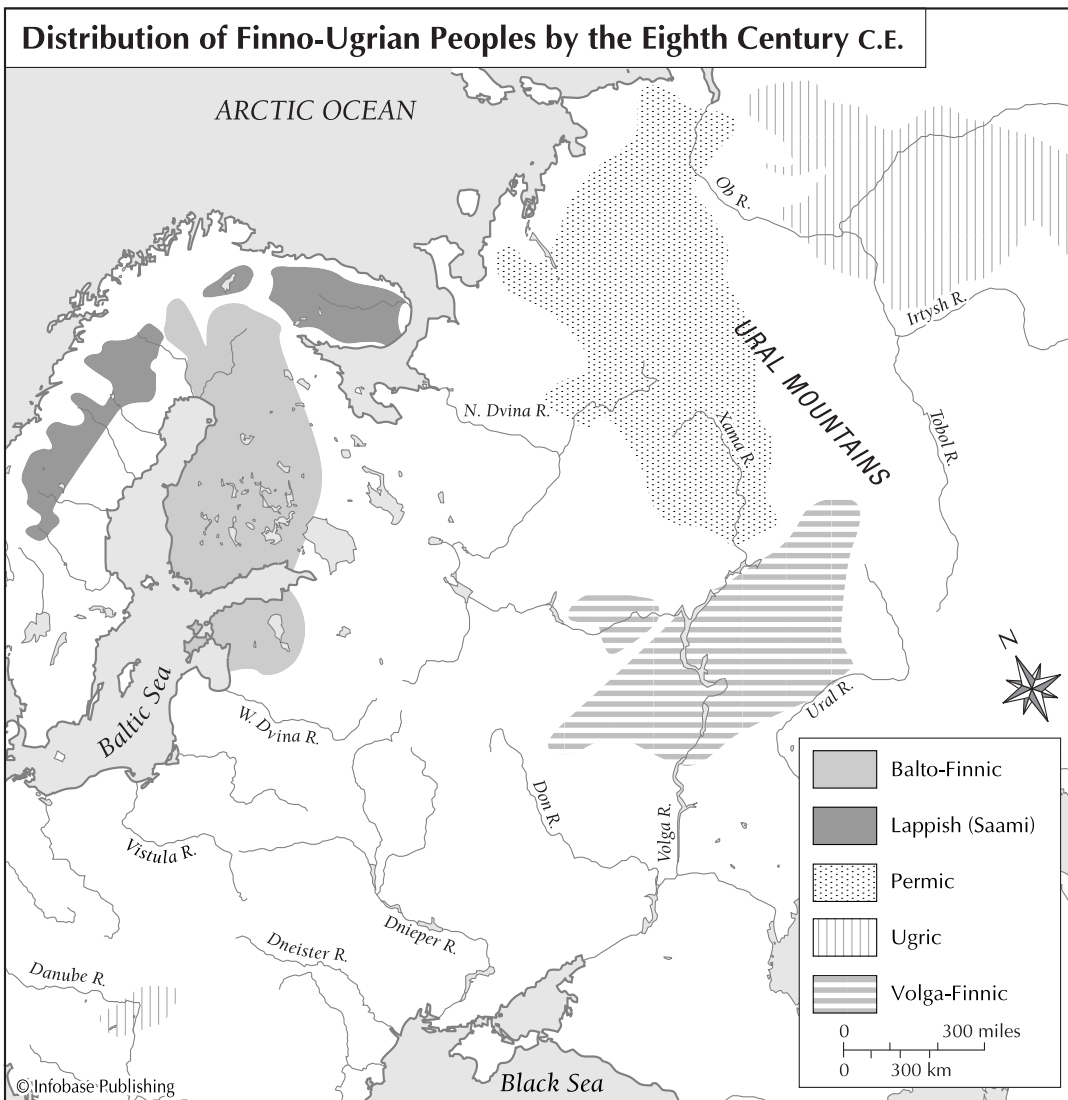 Distribution of Finno-Ugrian Peoples by the Eighth Century C.E.
ARCTIC OCEAN
Ob R.
Irtysh R.
URAL MOUNTAINS
N. Dvina R.
Xama R.
Tobol R.
N
Baltic Sea
Ural R.
W. Dvina R.
Don R.
Volga R.
Vistula R.
Dnieper R.
Dneister R.
Danube R.
Black Sea
Balto-Finnic
Lappish (Saami)
Permic
Ugric
Volga-Finnic
0 300 miles
0 300 km
© Infobase Publishing